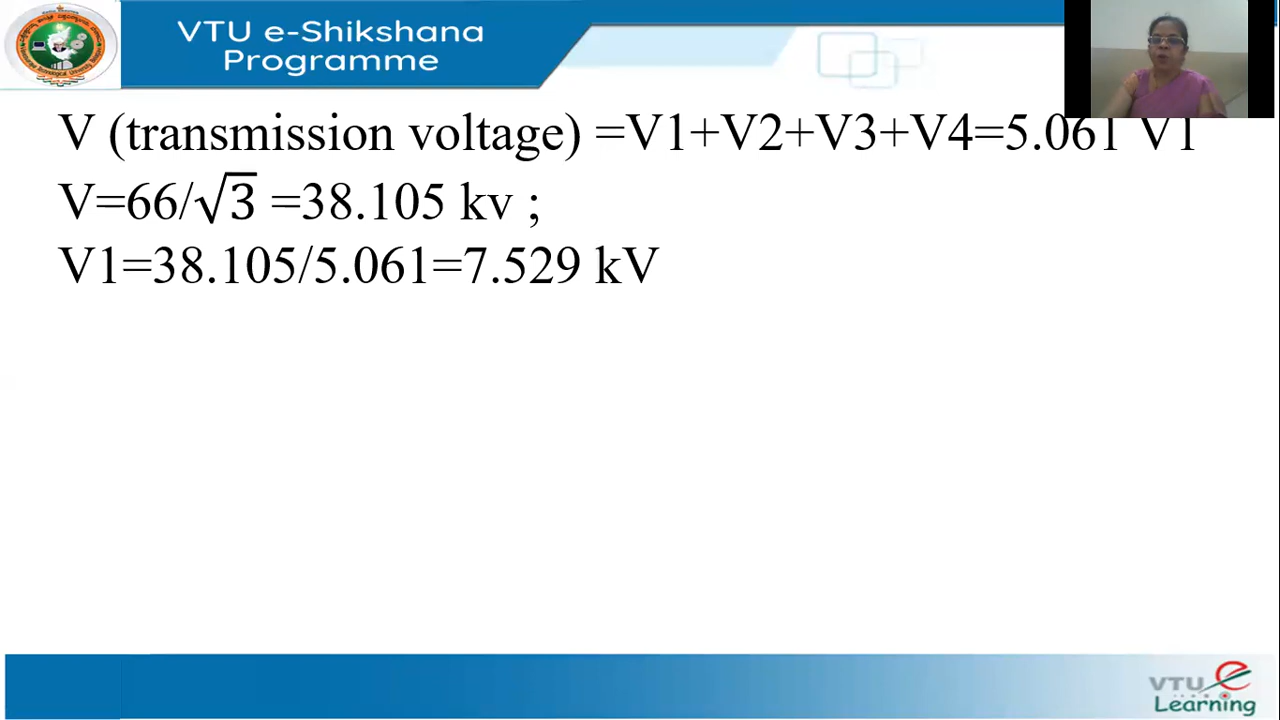 VTU e-Shikshana
Programme
V (transmission voltage) =V1+V2+V3+V4=5.061 V1
V=66/√3 =38.105 kv ;
V1=38.105/5.061=7.529 kV
VTU e
Learning